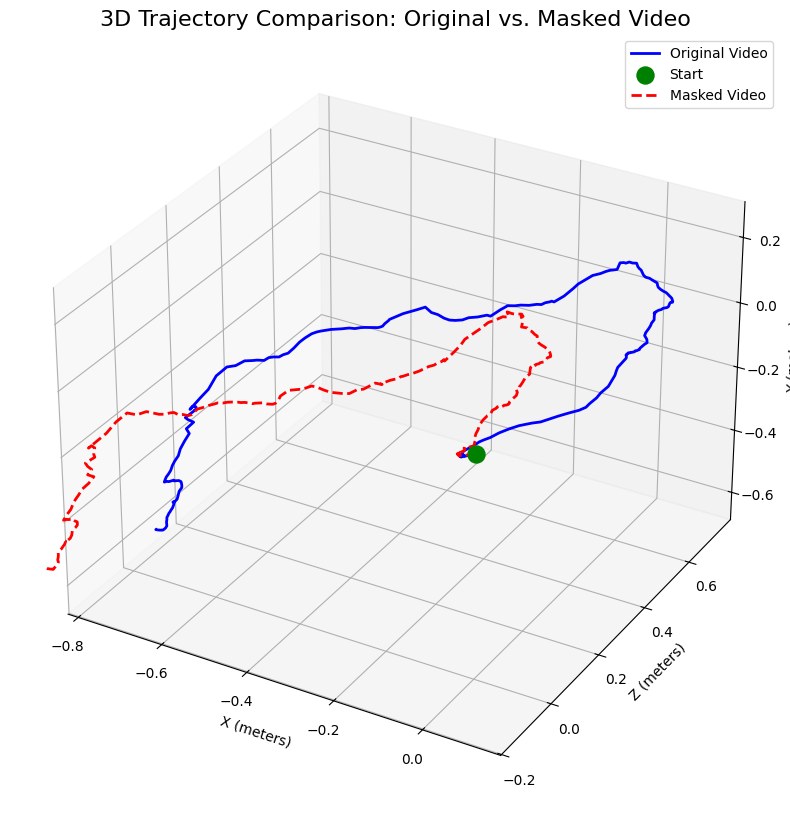 3D Trajectory Comparison: Original vs. Masked Video
Original Video
Start
Masked Video
0.2
0.0
−0.2
−0.4
−0.6
0.6
0.4
0.2
0.0
−0.2
Z (meters)
−0.8
−0.6
−0.4
−0.2
0.0
X (meters)